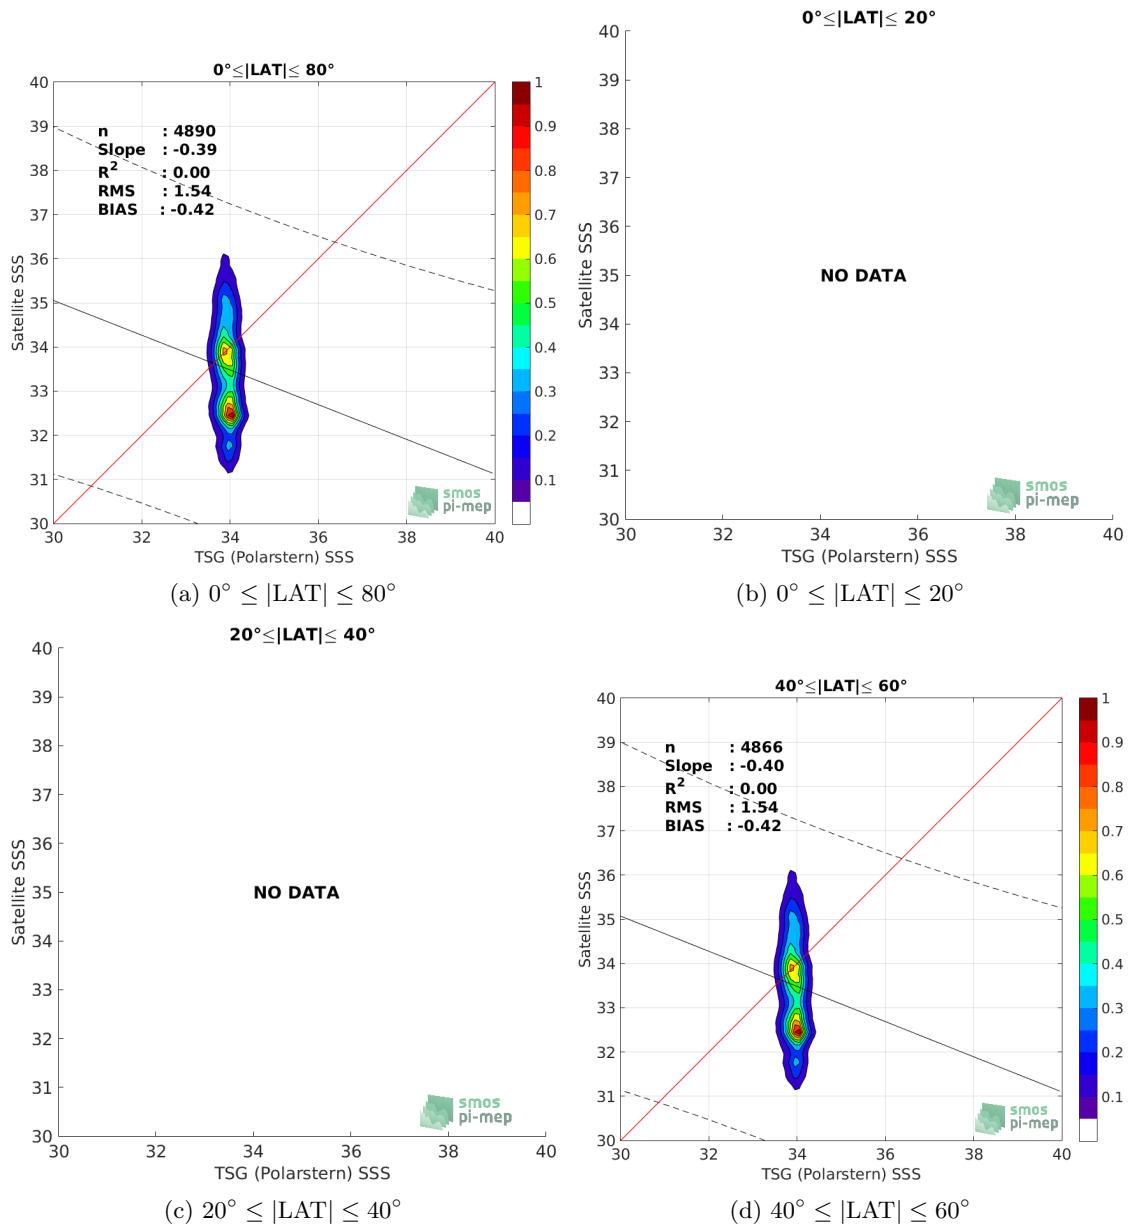 0°≤|LAT|≤ 80°
40
39
38
37
36
35
34
33
32
31
30
Satellite SSS
n : 4890
Slope : -0.39
R² : 0.00
RMS : 1.54
BIAS : -0.42
1
0.9
0.8
0.7
0.6
0.5
0.4
0.3
0.2
0.1
smos
pi-mep
30 32 34 36 38 40
TSG (Polarstern) SSS
(a) 0° ≤ |LAT| ≤ 80°
0°≤|LAT|≤ 20°
40
39
38
37
36
35
34
33
32
31
30
Satellite SSS
NO DATA
smos
pi-mep
30 32 34 36 38 40
TSG (Polarstern) SSS
(b) 0° ≤ |LAT| ≤ 20°
20°≤|LAT|≤ 40°
40
39
38
37
36
35
34
33
32
31
30
Satellite SSS
NO DATA
smos
pi-mep
30 32 34 36 38 40
TSG (Polarstern) SSS
(c) 20° ≤ |LAT| ≤ 40°
40°≤|LAT|≤ 60°
40
39
38
37
36
35
34
33
32
31
30
Satellite SSS
n : 4866
Slope : -0.40
R² : 0.00
RMS : 1.54
BIAS : -0.42
1
0.9
0.8
0.7
0.6
0.5
0.4
0.3
0.2
0.1
smos
pi-mep
30 32 34 36 38 40
TSG (Polarstern) SSS
(d) 40° ≤ |LAT| ≤ 60°